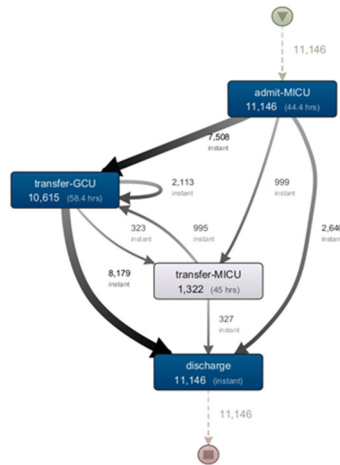 11,146
admit-MICU
11,146 (44.4 hrs)
7,508
instant
transfer-GCU
10,615 (58.4 hrs)
2,113
instant
999
instant
323
instant
995
instant
2,640
instant
8,179
instant
transfer-MICU
1,322 (45 hrs)
327
instant
discharge
11,146 (instant)
11,146